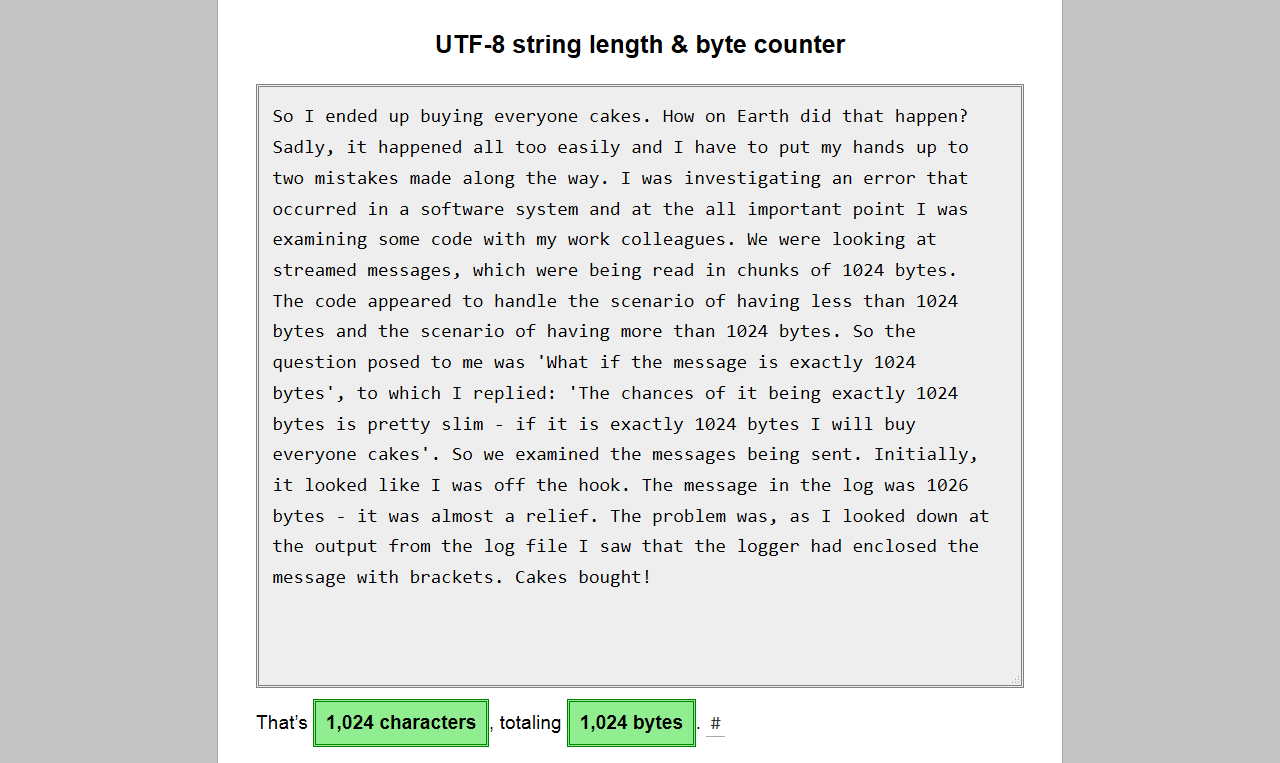 UTF-8 string length & byte counter
So I ended up buying everyone cakes. How on Earth did that happen?
Sadly, it happened all too easily and I have to put my hands up to
two mistakes made along the way. I was investigating an error that
occurred in a software system and at the all important point I was
examining some code with my work colleagues. We were looking at
streamed messages, which were being read in chunks of 1024 bytes.
The code appeared to handle the scenario of having less than 1024
bytes and the scenario of having more than 1024 bytes. So the
question posed to me was 'What if the message is exactly 1024
bytes', to which I replied: 'The chances of it being exactly 1024
bytes is pretty slim - if it is exactly 1024 bytes I will buy
everyone cakes'. So we examined the messages being sent. Initially,
it looked like I was off the hook. The message in the log was 1026
bytes - it was almost a relief. The problem was, as I looked down at
the output from the log file I saw that the logger had enclosed the
message with brackets. Cakes bought!
That’s 1,024 characters, totaling 1,024 bytes. #